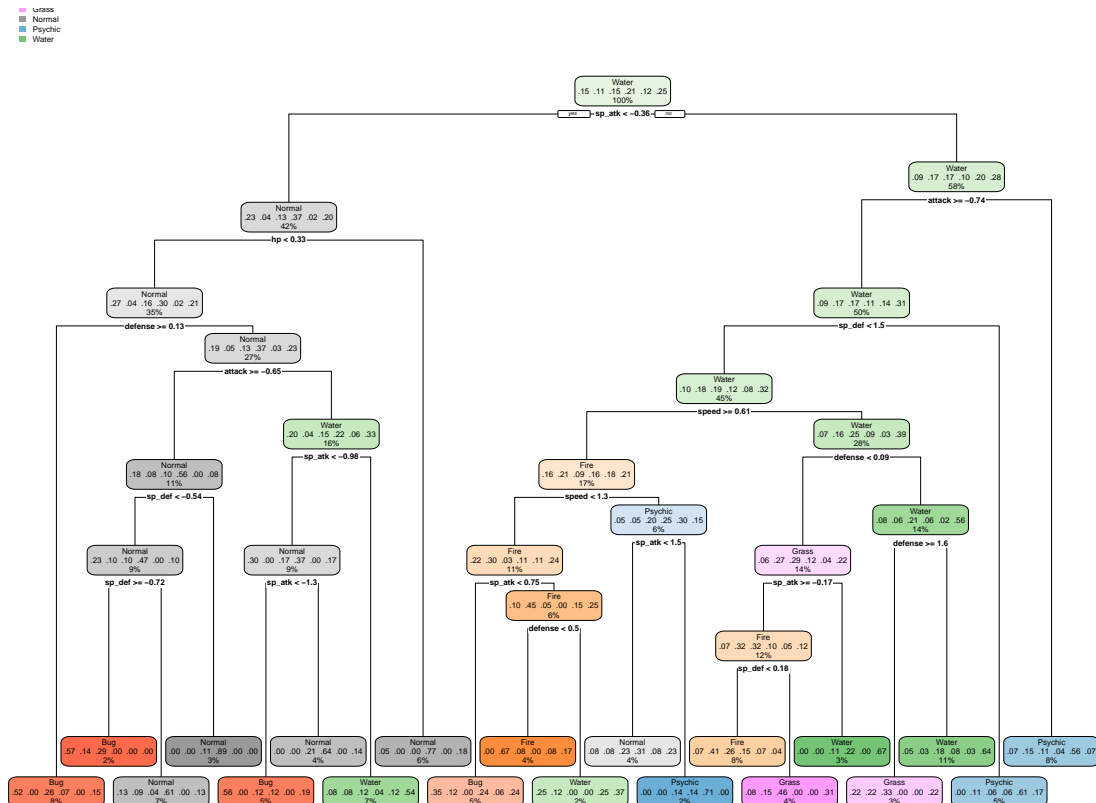 Grass
Normal
Psychic
Water
Water
.15 .11 .15 .21 .12 .25
100%
yes sp_atk < −0.36 no
Water
.09 .17 .17 .10 .20 .28
58%
attack >= −0.74
Normal
.23 .04 .13 .37 .02 .20
42%
hp < 0.33
Normal
.27 .04 .16 .30 .02 .21
35%
defense >= 0.13
Water
.09 .17 .17 .11 .14 .31
50%
sp_def < 1.5
Normal
.19 .05 .13 .37 .03 .23
27%
attack >= −0.65
Water
.10 .18 .19 .12 .08 .32
45%
speed >= 0.61
Water
.20 .04 .15 .22 .06 .33
16%
sp_atk < −0.98
Water
.07 .16 .25 .09 .03 .39
28%
defense < 0.09
Normal
.18 .08 .10 .56 .00 .08
11%
sp_def < −0.54
Fire
.16 .21 .09 .16 .18 .21
17%
speed < 1.3
Psychic
.05 .05 .20 .25 .30 .15
6%
sp_atk < 1.5
Water
.08 .06 .21 .06 .02 .56
14%
defense >= 1.6
Normal
.23 .10 .10 .47 .00 .10
9%
sp_def >= −0.72
Normal
.30 .00 .17 .37 .00 .17
9%
sp_atk < −1.3
Fire
.22 .30 .03 .11 .11 .24
11%
sp_atk < 0.75
Grass
.06 .27 .29 .12 .04 .22
14%
sp_atk >= −0.17
Fire
.10 .45 .05 .00 .15 .25
6%
defense < 0.5
Fire
.07 .32 .32 .10 .05 .12
12%
sp_def < 0.18
Bug
.57 .14 .29 .00 .00 .00
2%
Normal
.00 .00 .11 .89 .00 .00
3%
Normal
.00 .00 .21 .64 .00 .14
4%
Normal
.05 .00 .00 .77 .00 .18
6%
Fire
.00 .67 .08 .00 .08 .17
4%
Normal
.08 .08 .23 .31 .08 .23
4%
Fire
.07 .41 .26 .15 .07 .04
8%
Water
.00 .00 .11 .22 .00 .67
3%
Water
.05 .03 .18 .08 .03 .64
11%
Psychic
.07 .15 .11 .04 .56 .07
8%
Bug
.52 .00 .26 .07 .00 .15
8%
Normal
.13 .09 .04 .61 .00 .13
7%
Bug
.56 .00 .12 .12 .00 .19
5%
Water
.08 .08 .12 .04 .12 .54
7%
Bug
.35 .12 .00 .24 .06 .24
5%
Water
.25 .12 .00 .00 .25 .37
2%
Psychic
.00 .00 .14 .14 .71 .00
2%
Grass
.08 .15 .46 .00 .00 .31
4%
Grass
.22 .22 .33 .00 .00 .22
3%
Psychic
.00 .11 .06 .06 .61 .17
5%